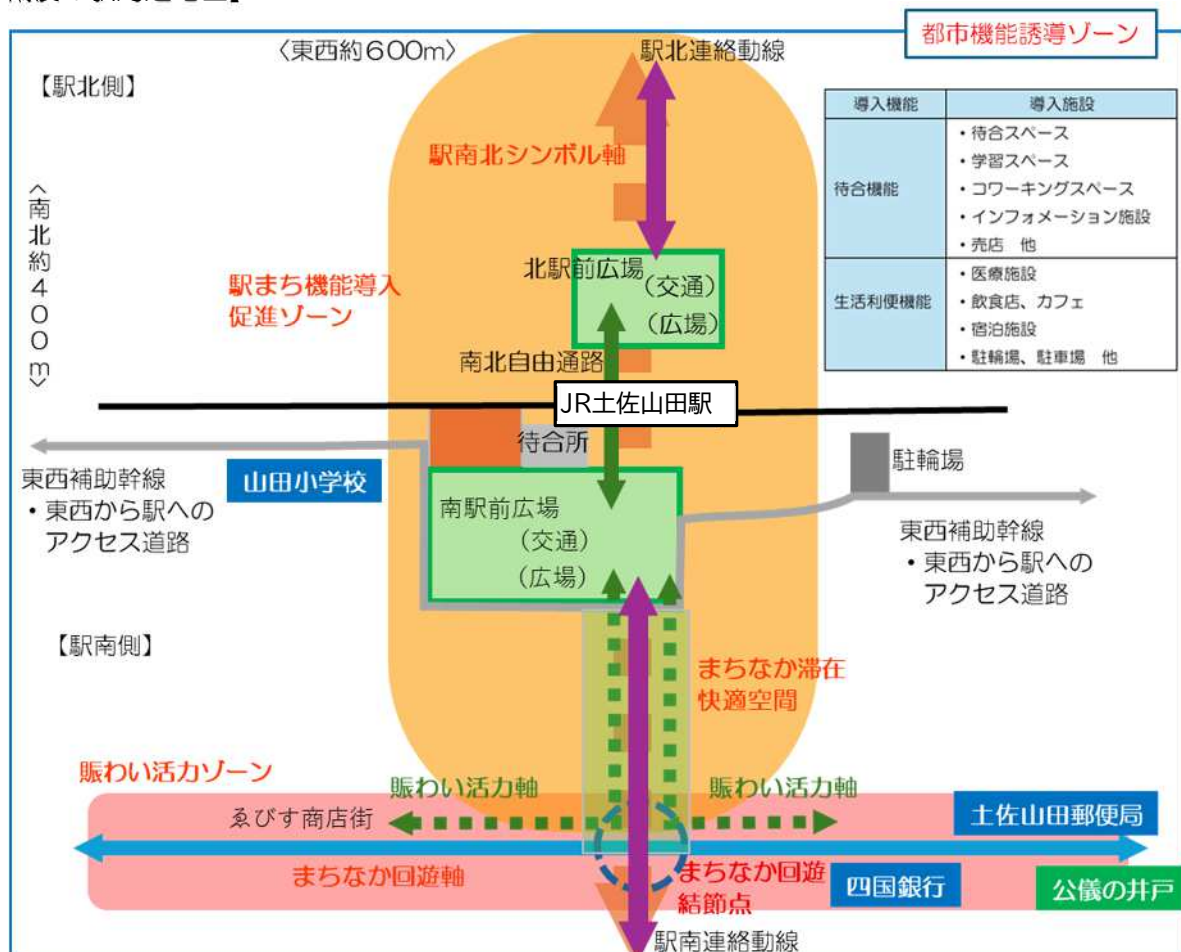 都市機能誘導ゾーン
〈東西約600m〉
駅北連絡動線
【駅北側】
導入機能
導入施設
待合機能
・待合スペース
・学習スペース
・コワーキングスペース
・インフォメーション施設
・売店 他
生活利便機能
・医療施設
・飲食店、カフェ
・宿泊施設
・駐輪場、駐車場 他
駅南北シンボル軸
〈南北約400m〉
北駅前広場
（交通）
（広場）
駅まち機能導入
促進ゾーン
南北自由通路
JR土佐山田駅
待合所
駐輪場
東西補助幹線
・東西から駅への
アクセス道路
山田小学校
南駅前広場
（交通）
（広場）
東西補助幹線
・東西から駅への
アクセス道路
【駅南側】
まちなか滞在
快適空間
賑わい活力ゾーン
賑わい活力軸
賑わい活力軸
ゑびす商店街
土佐山田郵便局
まちなか回遊軸
まちなか回遊
結節点
四国銀行
公儀の井戸
駅南連絡動線